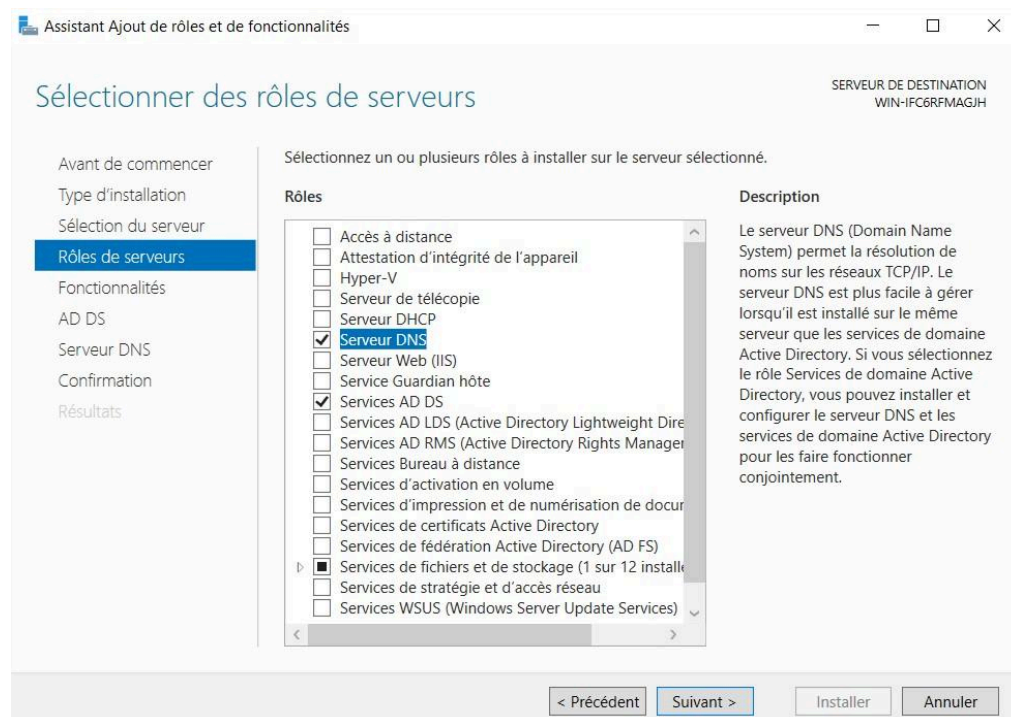 Assistant Ajout de rôles et de fonctionnalités
Sélectionner des rôles de serveurs
SERVEUR DE DESTINATION
WIN-IFC6RFMAGJH
Avant de commencer
Type d'installation
Sélection du serveur
Rôles de serveurs
Fonctionnalités
AD DS
Serveur DNS
Confirmation
Résultats
Sélectionnez un ou plusieurs rôles à installer sur le serveur sélectionné.
Rôles
Accès à distance
Attestation d'intégrité de l'appareil
Hyper-V
Serveur de télécopie
Serveur DHCP
Serveur DNS
Serveur Web (IIS)
Service Guardian hôte
Services AD DS
Services AD LDS (Active Directory Lightweight Dire
Services AD RMS (Active Directory Rights Manager
Services Bureau à distance
Services d'activation en volume
Services d'impression et de numérisation de docur
Services de certificats Active Directory
Services de fédération Active Directory (AD FS)
Services de fichiers et de stockage (1 sur 12 installé
Services de stratégie et d'accès réseau
Services WSUS (Windows Server Update Services)
Description
Le serveur DNS (Domain Name
System) permet la résolution de
noms sur les réseaux TCP/IP. Le
serveur DNS est plus facile à gérer
lorsqu'il est installé sur le même
serveur que les services de domaine
Active Directory. Si vous sélectionnez
le rôle Services de domaine Active
Directory, vous pouvez installer et
configurer le serveur DNS et les
services de domaine Active Directory
pour les faire fonctionner
conjointement.
< Précédent
Suivant >
Installer
Annuler